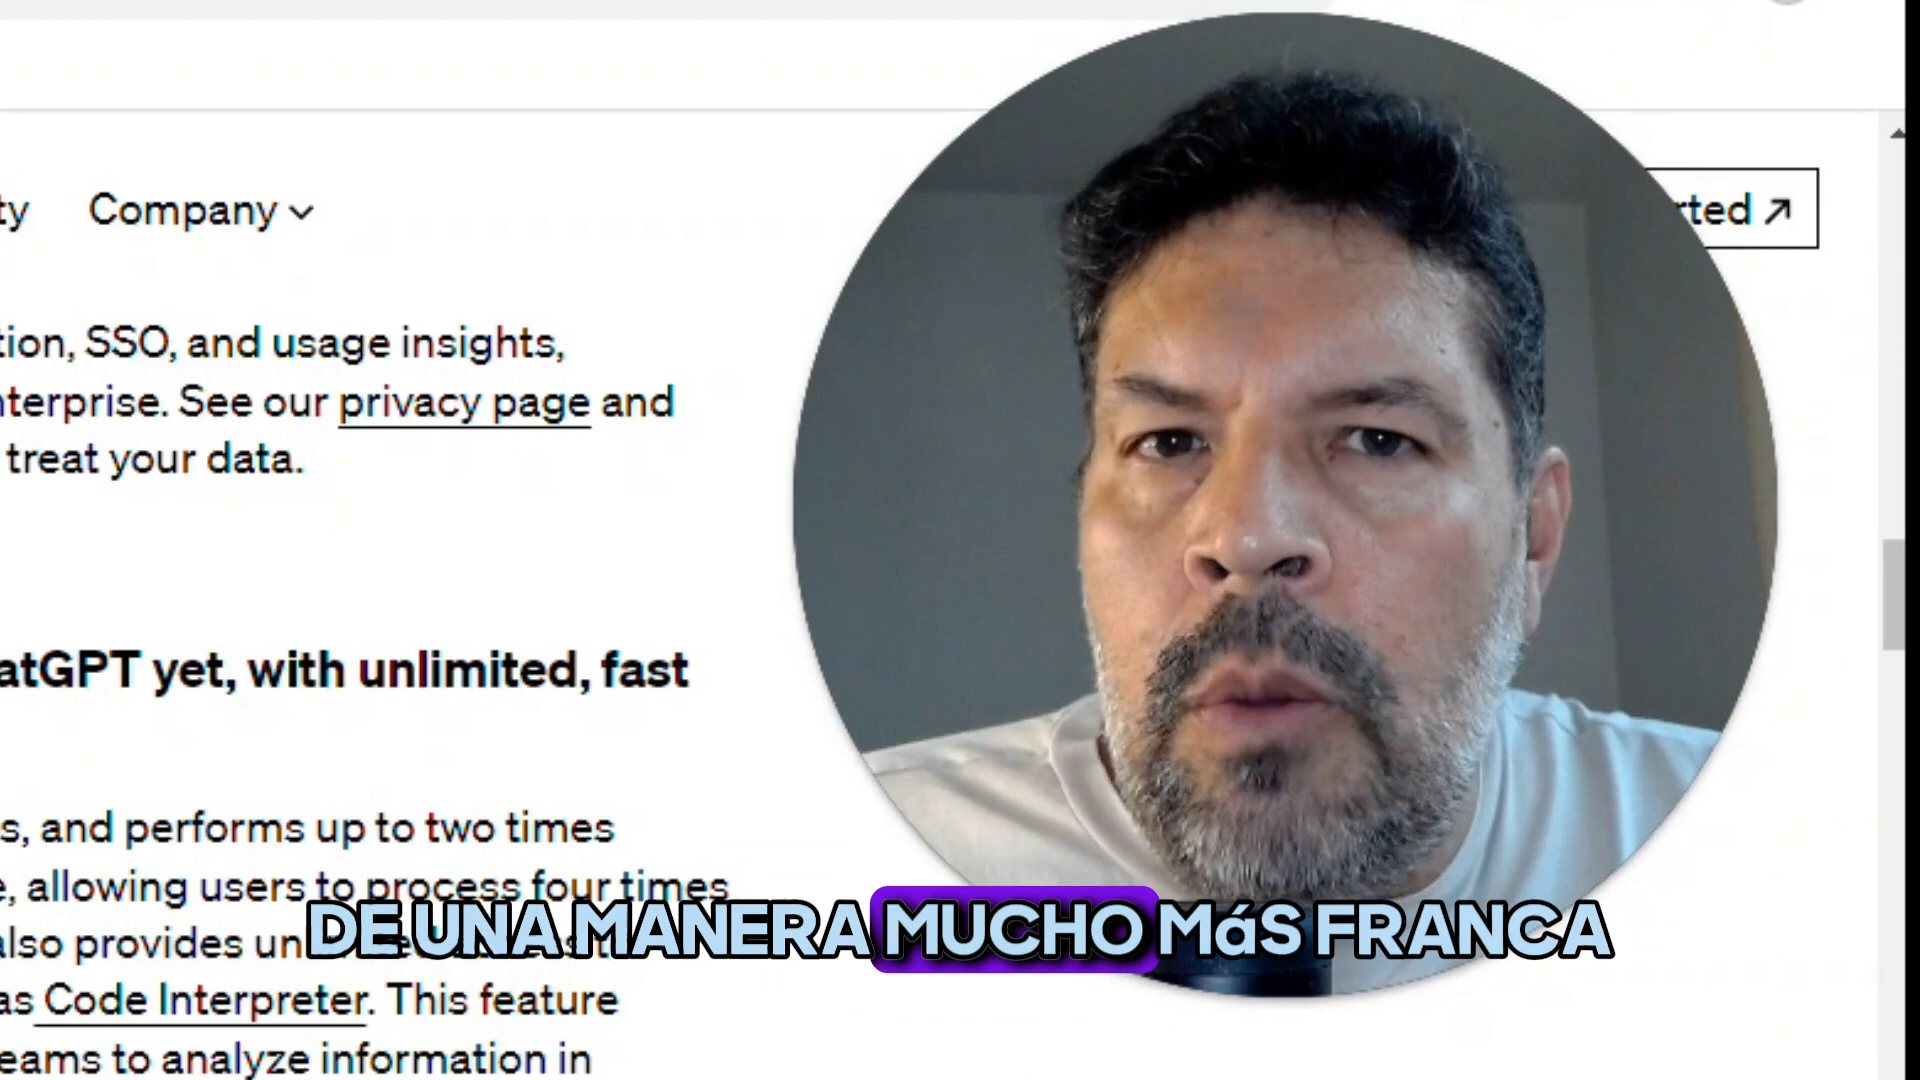 ty Company rted
tion, SSO, and usage insights,
nterprise. See our privacy page and
treat your data.
atGPT yet, with unlimited, fast
s, and performs up to two times
e, allowing users to process four times
DE UNA MANERA MUCHO MáS FRANCA
also provides un
as Code Interpreter. This feature
eams to analyze information in